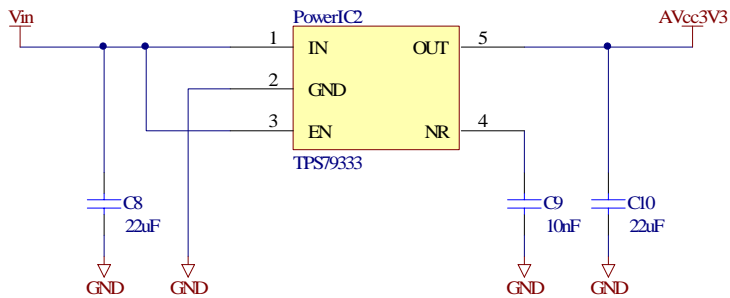 Vin
PowerIC2
AVcc3V3
1
IN
OUT
5
2
GND
3
EN
NR
4
TPS79333
C8
22uF
C9
10nF
C10
22uF
GND
GND
GND
GND